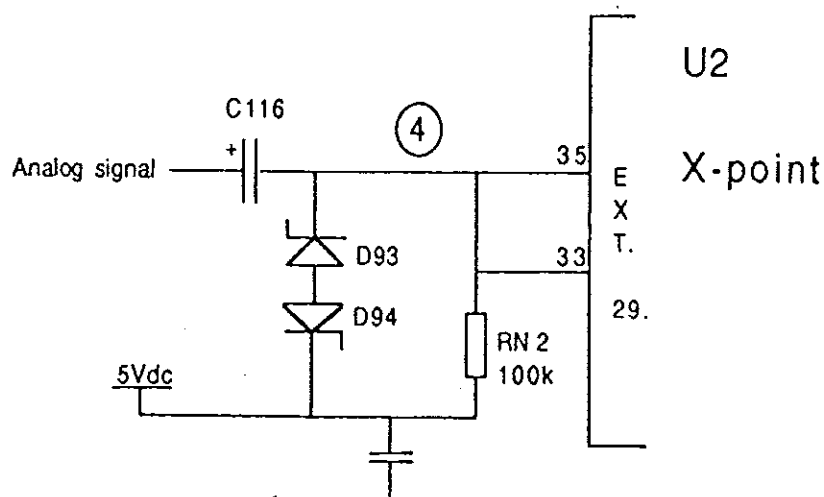 U2
C116
4
+
Analog signal
35
X-point
E
X
T.
D93
33
29.
D94
RN 2
100k
5Vdc